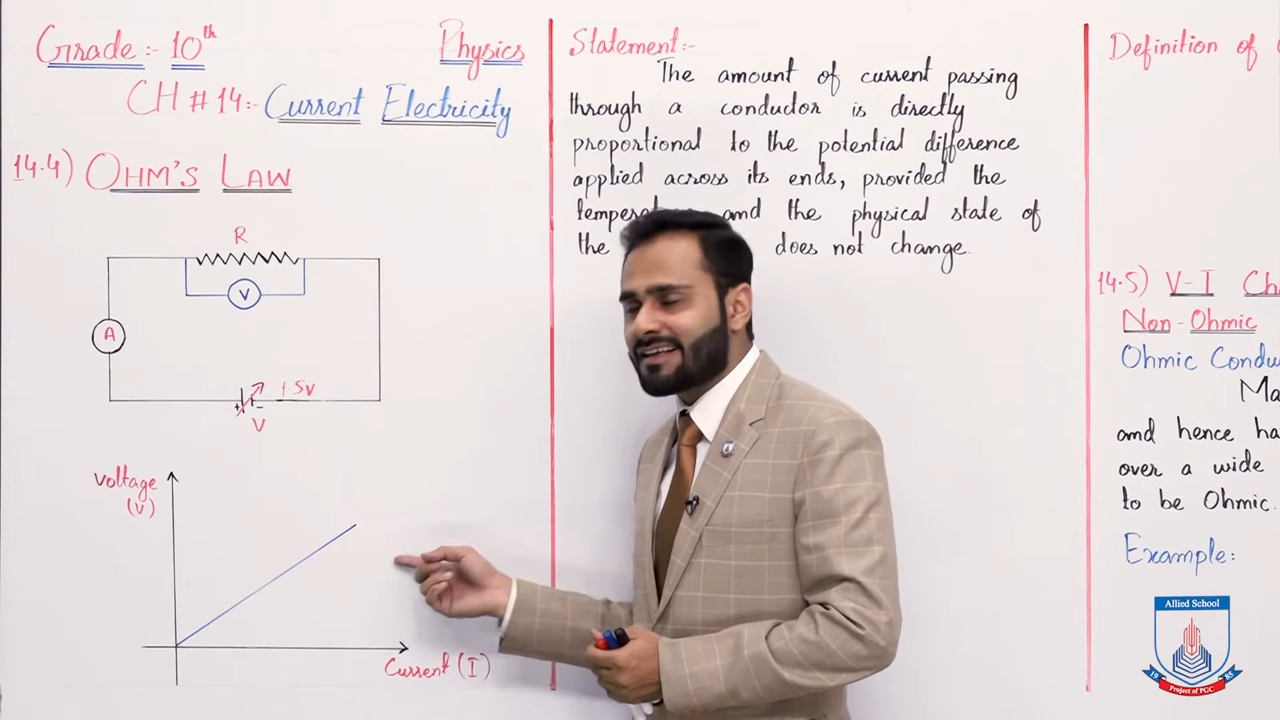 Grade:- 10th
Physics
CH # 14:- Current Electricity
14.4) OHM'S LAW
R
V
A
1.5V
+ -
V
Voltage
(V)
Current (I)
Statement:-
The amount of current passing
through a conductor is directly
proportional to the potential difference
applied across its ends, provided the
and the physical state of
the does not change.
Definition of
14.5) V-I
Non-Ohmic
Ohmic
and hence
over a wide
to be Ohmic.
Example:
Allied School
19 85
Project of PGC